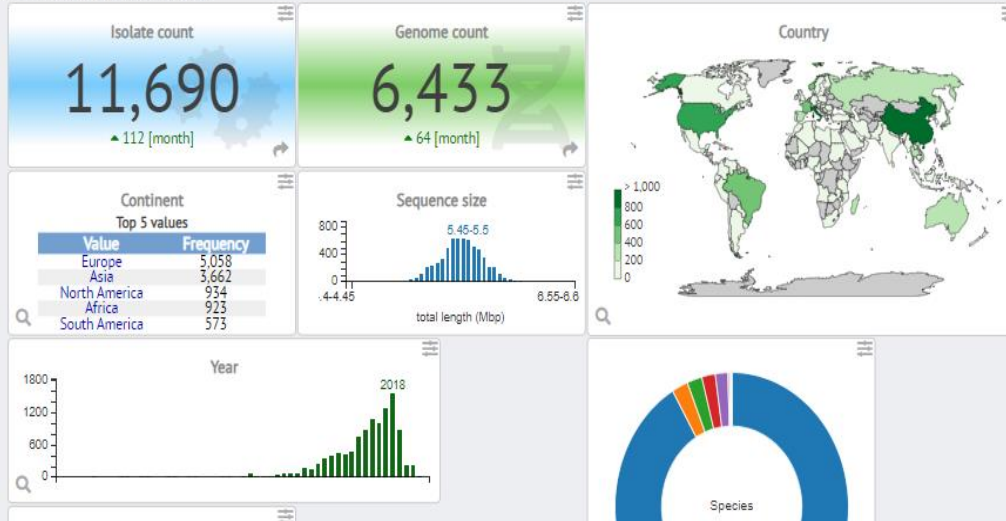 Isolate count
11,690
112 [month]
Genome count
6,433
64 [month]
Country
> 1,000
800
600
400
200
0
Continent
Top 5 values
Value Frequency
Europe 5,058
Asia 3,662
North America 934
Africa 923
South America 573
Sequence size
800
400
0
5.45-5.5
.4-4.45
6.55-6.6
total length (Mbp)
Year
1800
1200
600
0
2018
Species